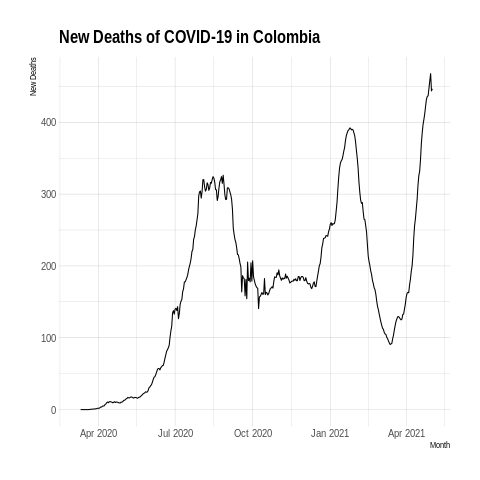 New Deaths of COVID-19 in Colombia
New Deaths
400
300
200
100
0
Apr 2020 Jul 2020 Oct 2020 Jan 2021 Apr 2021
Month